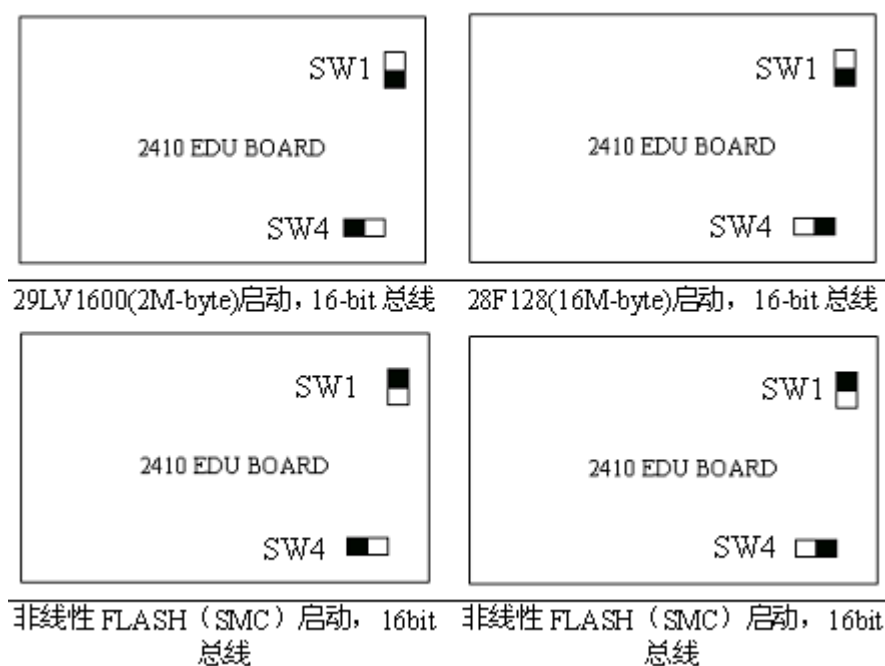 SW1
2410 EDU BOARD
SW4
29LV1600(2M-byte)启动，16-bit 总线
SW1
2410 EDU BOARD
SW4
28F128(16M-byte)启动， 16-bit 总线
SW1
2410 EDU BOARD
SW4
非线性 FLASH（SMC）启动， 16bit
总线
SW1
2410 EDU BOARD
SW4
非线性 FLASH（SMC）启动， 16bit
总线